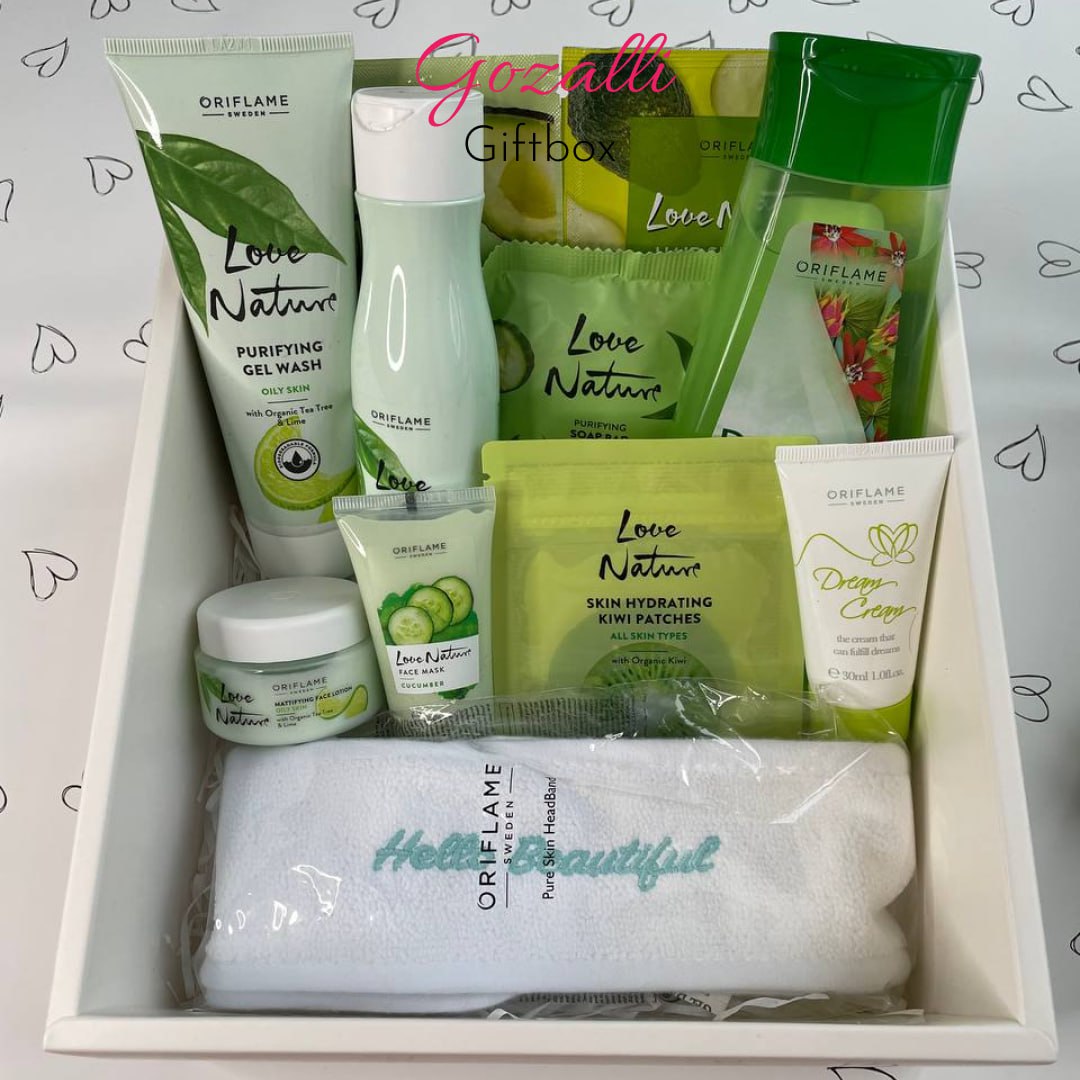 Gozalli
Giftbox
ORIFLAME
SWEDEN
Love
Nature
PURIFYING
GEL WASH
OILY SKIN
with Organic Tea Tree
& Lime
ORIFLAME
SWEDEN
Love
ORIFLA
SWEDE
Love N
Love
Nature
PURIFYING
SOAP BAR
ORIFLAME
SWEDEN
ORIFLAME
SWEDEN
Love Nature
FACE MASK
CUCUMBER
Love
Nature
SKIN HYDRATING
KIWI PATCHES
ALL SKIN TYPES
with Organic Kiwi
ORIFLAME
SWEDEN
Dream
Cream
the cream that
can fulfill dreams
℮ 30ml 1.0fl.oz.
Love
Nature
ORIFLAME
SWEDEN
MATTIFYING FACE LOTION
OILY SKIN
with Organic Tea Tree
& Lime
Hello Beautiful
ORIFLAME
SWEDEN
Pure Skin HeadBand